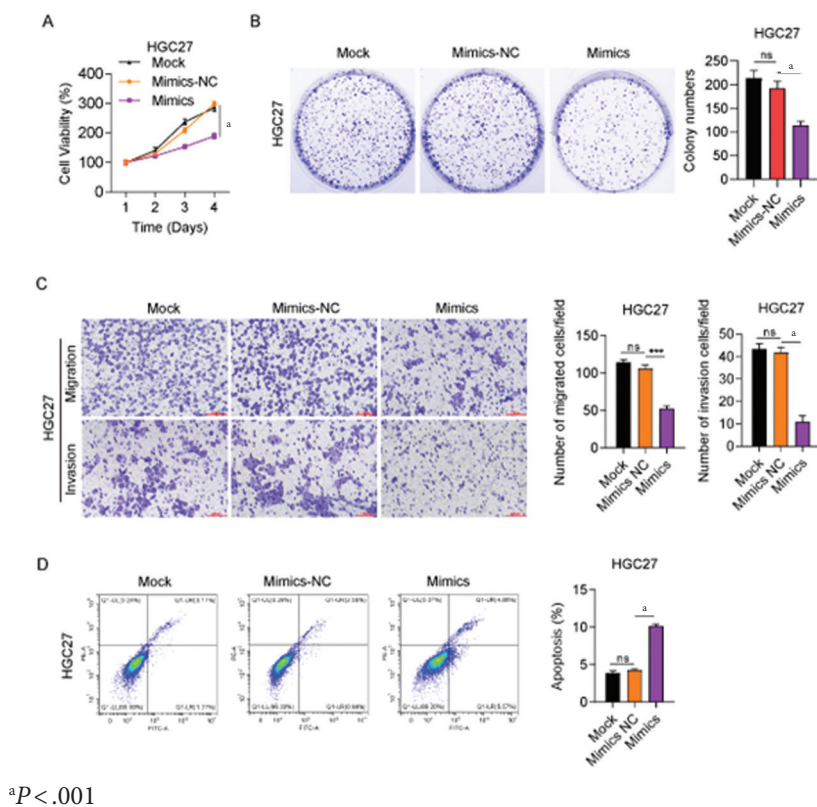 A
HGC27
Mock
Mimics-NC
Mimics
Cell Viability (%)
400
300
200
100
0
a
1 2 3 4
Time (Days)
B
Mock Mimics-NC Mimics
HGC27
HGC27
Colony numbers
250
200
150
100
50
0
ns a
Mock
Mimics-NC
Mimics
C
Mock Mimics-NC Mimics
HGC27
Migration
Invasion
HGC27
Number of migrated cells/field
150
100
50
0
ns ***
Mock
Mimics NC
Mimics
HGC27
Number of invasion cells/field
50
40
30
20
10
0
ns a
Mock
Mimics NC
Mimics
D
Mock Mimics-NC Mimics
HGC27
FITC-A FITC-A FITC-A
HGC27
Apoptosis (%)
15
10
5
0
ns a
Mock
Mimics NC
Mimics
aP<.001